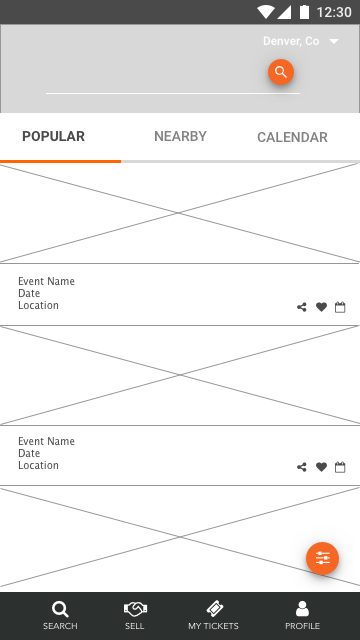 12:30
Denver, Co
POPULAR NEARBY CALENDAR
Event Name
Date
Location
Event Name
Date
Location
SEARCH SELL MY TICKETS PROFILE